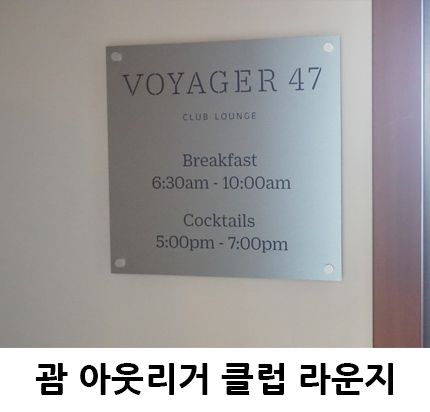 VOYAGER 47
CLUB LOUNGE
Breakfast
6:30am - 10:00am
Cocktails
5:00pm - 7:00pm
괌 아웃리거 클럽 라운지